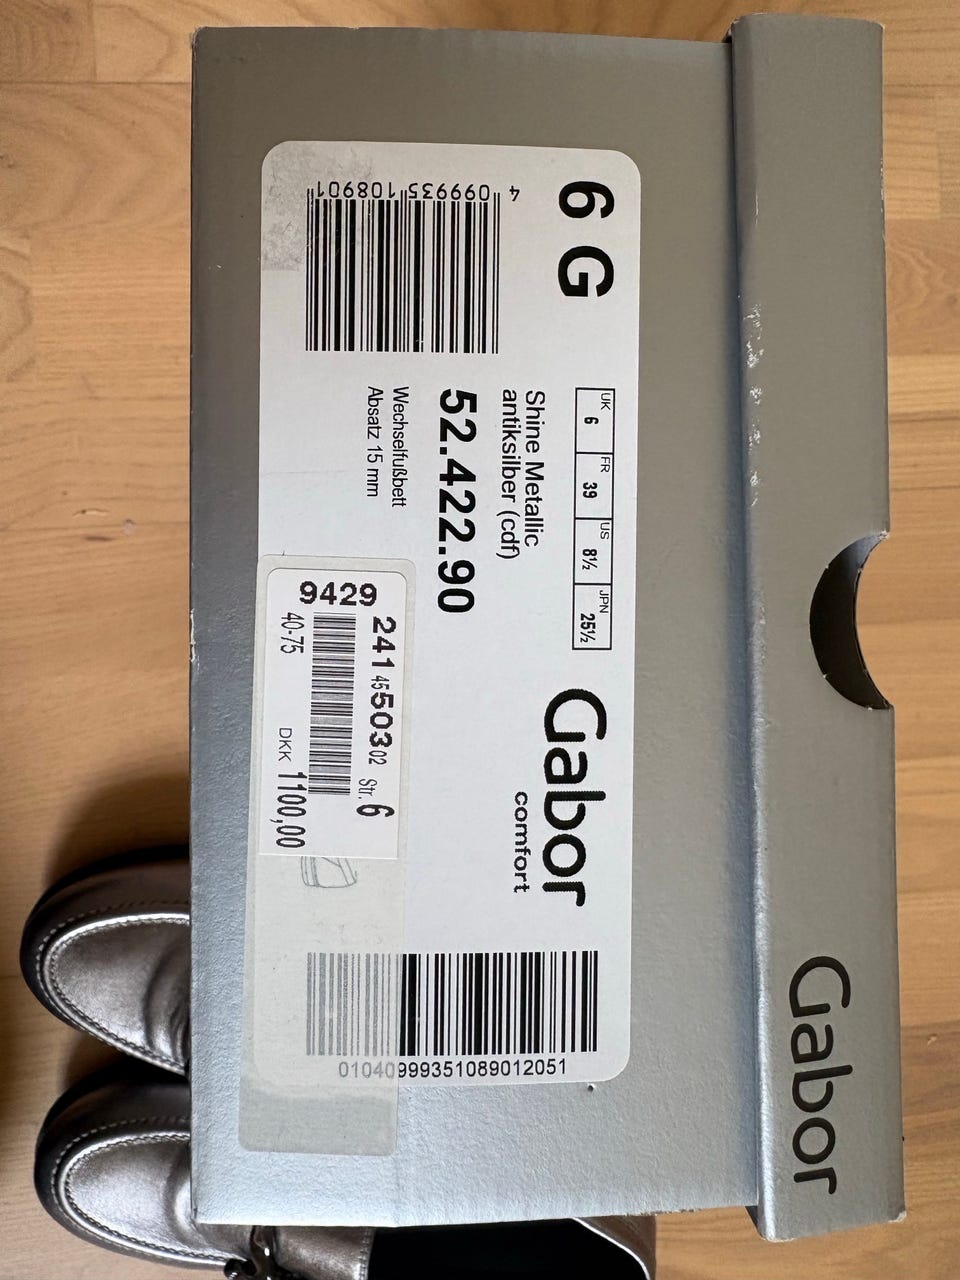 6 G
UK 6 FR 39 US 8½ JPN 25½
Gabor
comfort
Shine Metallic
antiksilber (cdf)
52.422.90
Wechselfußbett
Absatz 15 mm
4 099935 108901
01040999351089012051
9429
241 45 503 02 Str. 6
40-75
DKK 1100,00
Gabor